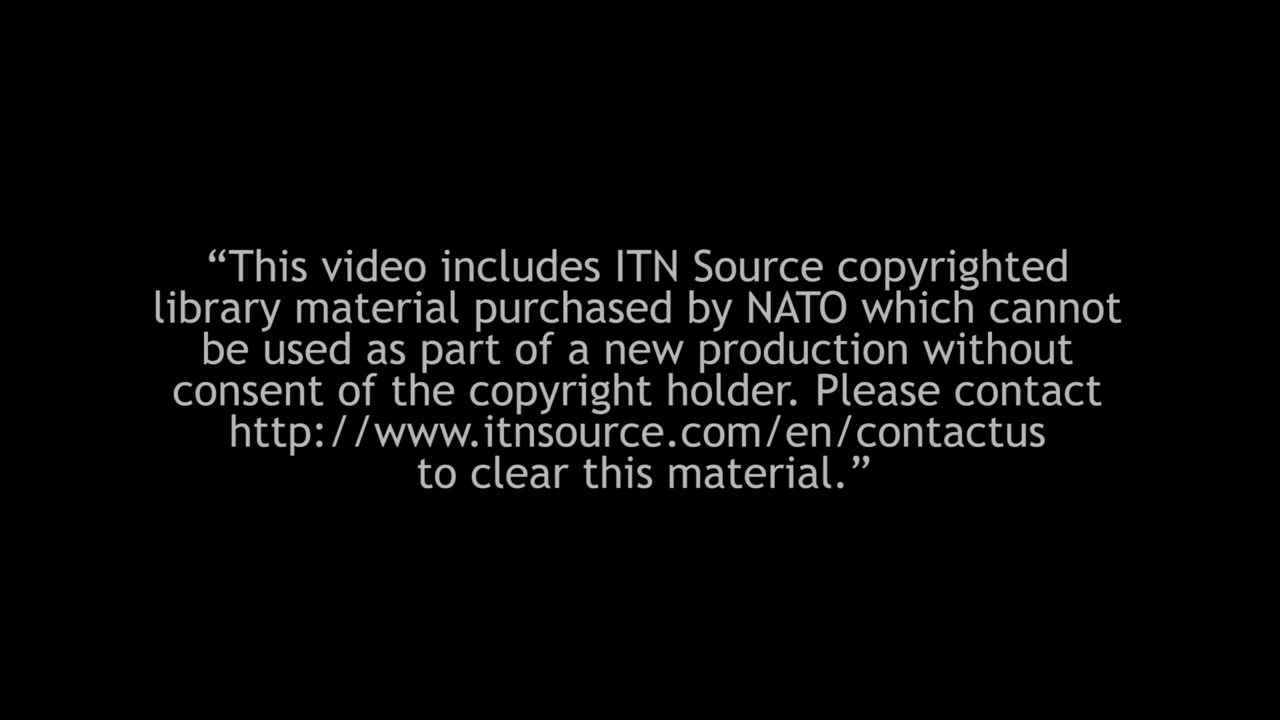 “This video includes ITN Source copyrighted
library material purchased by NATO which cannot
be used as part of a new production without
consent of the copyright holder. Please contact
http://www.itnsource.com/en/contactus
to clear this material.”